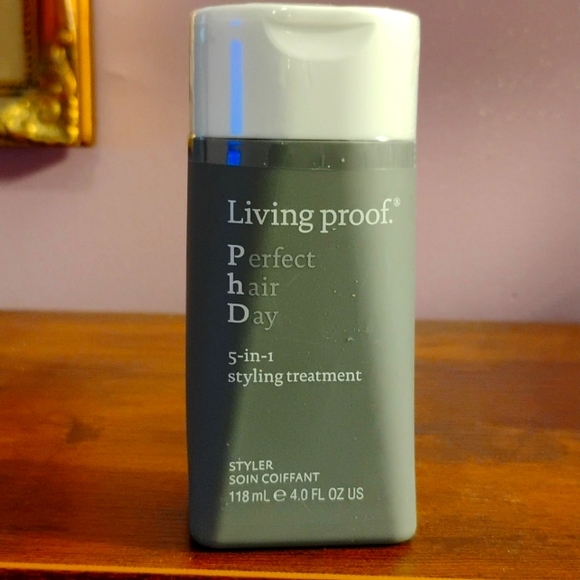 Living proof.®
Perfect
hair
Day
5-in-1
styling treatment
STYLER
SOIN COIFFANT
118 mL ℮ 4.0 FL OZ US